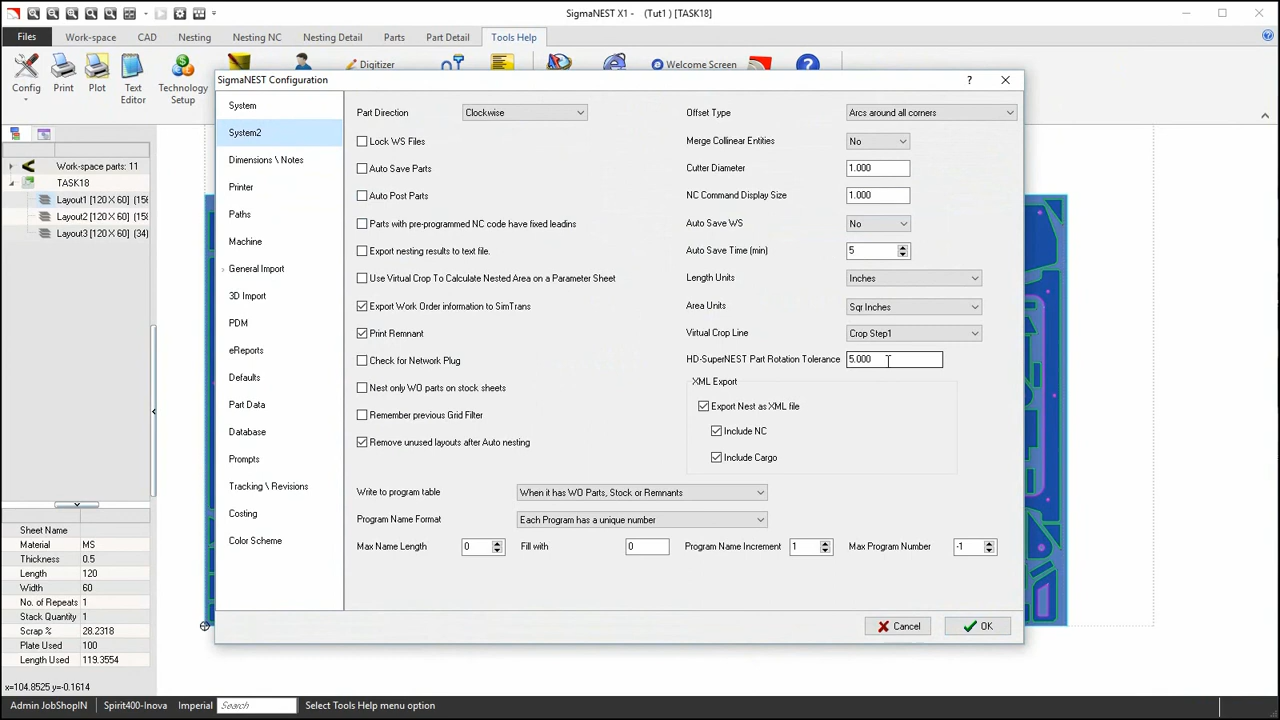 SigmaNEST X1 - (Tut1 ) [TASK18]
Files Work-space CAD Nesting Nesting NC Nesting Detail Parts Part Detail Tools Help
Config Print Plot Text Editor Technology Setup Digitizer Welcome Screen
SigmaNEST Configuration
Work-space parts: 11
TASK18
Layout1 [120 X 60]
Layout2 [120 X 60]
Layout3 [120 X 60] (34)
Sheet Name
Material MS
Thickness 0.5
Length 120
Width 60
No. of Repeats 1
Stack Quantity 1
Scrap % 28.2318
Plate Used 100
Length Used 119.3554
x=104.8525 y=-0.1614
System
System2
Dimensions \ Notes
Printer
Paths
Machine
General Import
3D Import
PDM
eReports
Defaults
Part Data
Database
Prompts
Tracking \ Revisions
Costing
Color Scheme
Part Direction Clockwise
Lock WS Files
Auto Save Parts
Auto Post Parts
Parts with pre-programmed NC code have fixed leadins
Export nesting results to text file.
Use Virtual Crop To Calculate Nested Area on a Parameter Sheet
Export Work Order information to SimTrans
Print Remnant
Check for Network Plug
Nest only WO parts on stock sheets
Remember previous Grid Filter
Remove unused layouts after Auto nesting
Offset Type Arcs around all corners
Merge Collinear Entities No
Cutter Diameter 1.000
NC Command Display Size 1.000
Auto Save WS No
Auto Save Time (min) 5
Length Units Inches
Area Units Sqr Inches
Virtual Crop Line Crop Step1
HD-SuperNEST Part Rotation Tolerance 5.000
XML Export
Export Nest as XML file
Include NC
Include Cargo
Write to program table When it has WO Parts, Stock or Remnants
Program Name Format Each Program has a unique number
Max Name Length 0 Fill with 0 Program Name Increment 1 Max Program Number -1
Cancel OK
Admin JobShopIN Spirit400-Inova Imperial Search Select Tools Help menu option